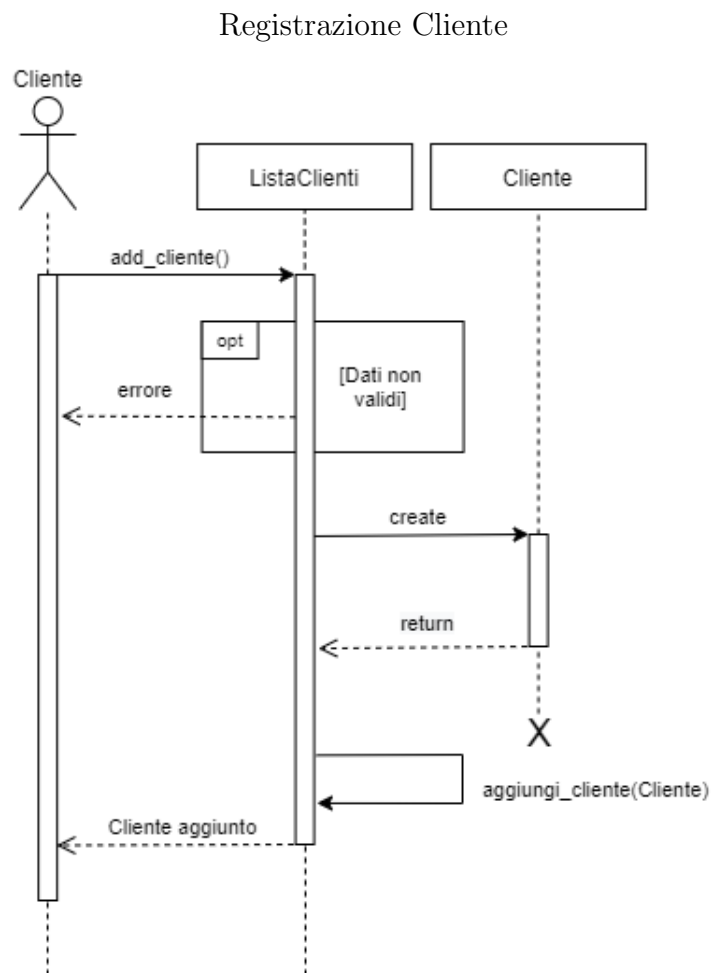 Registrazione Cliente
Cliente
ListaClienti
Cliente
add_cliente()
opt
[Dati non
validi]
errore
create
return
X
aggiungi_cliente(Cliente)
Cliente aggiunto